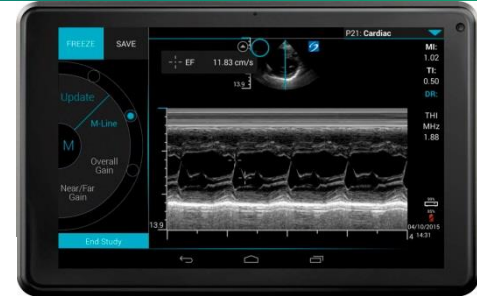 P21: Cardiac
FREEZE SAVE
MI:
1.02
TI:
0.50
DR:
THI
MHz
1.88
EF 11.83 cm/s
13.9
Update
M-Line
M
Overall
Gain
Near/Far
Gain
13.9
End Study
04/10/2015
14:31
4